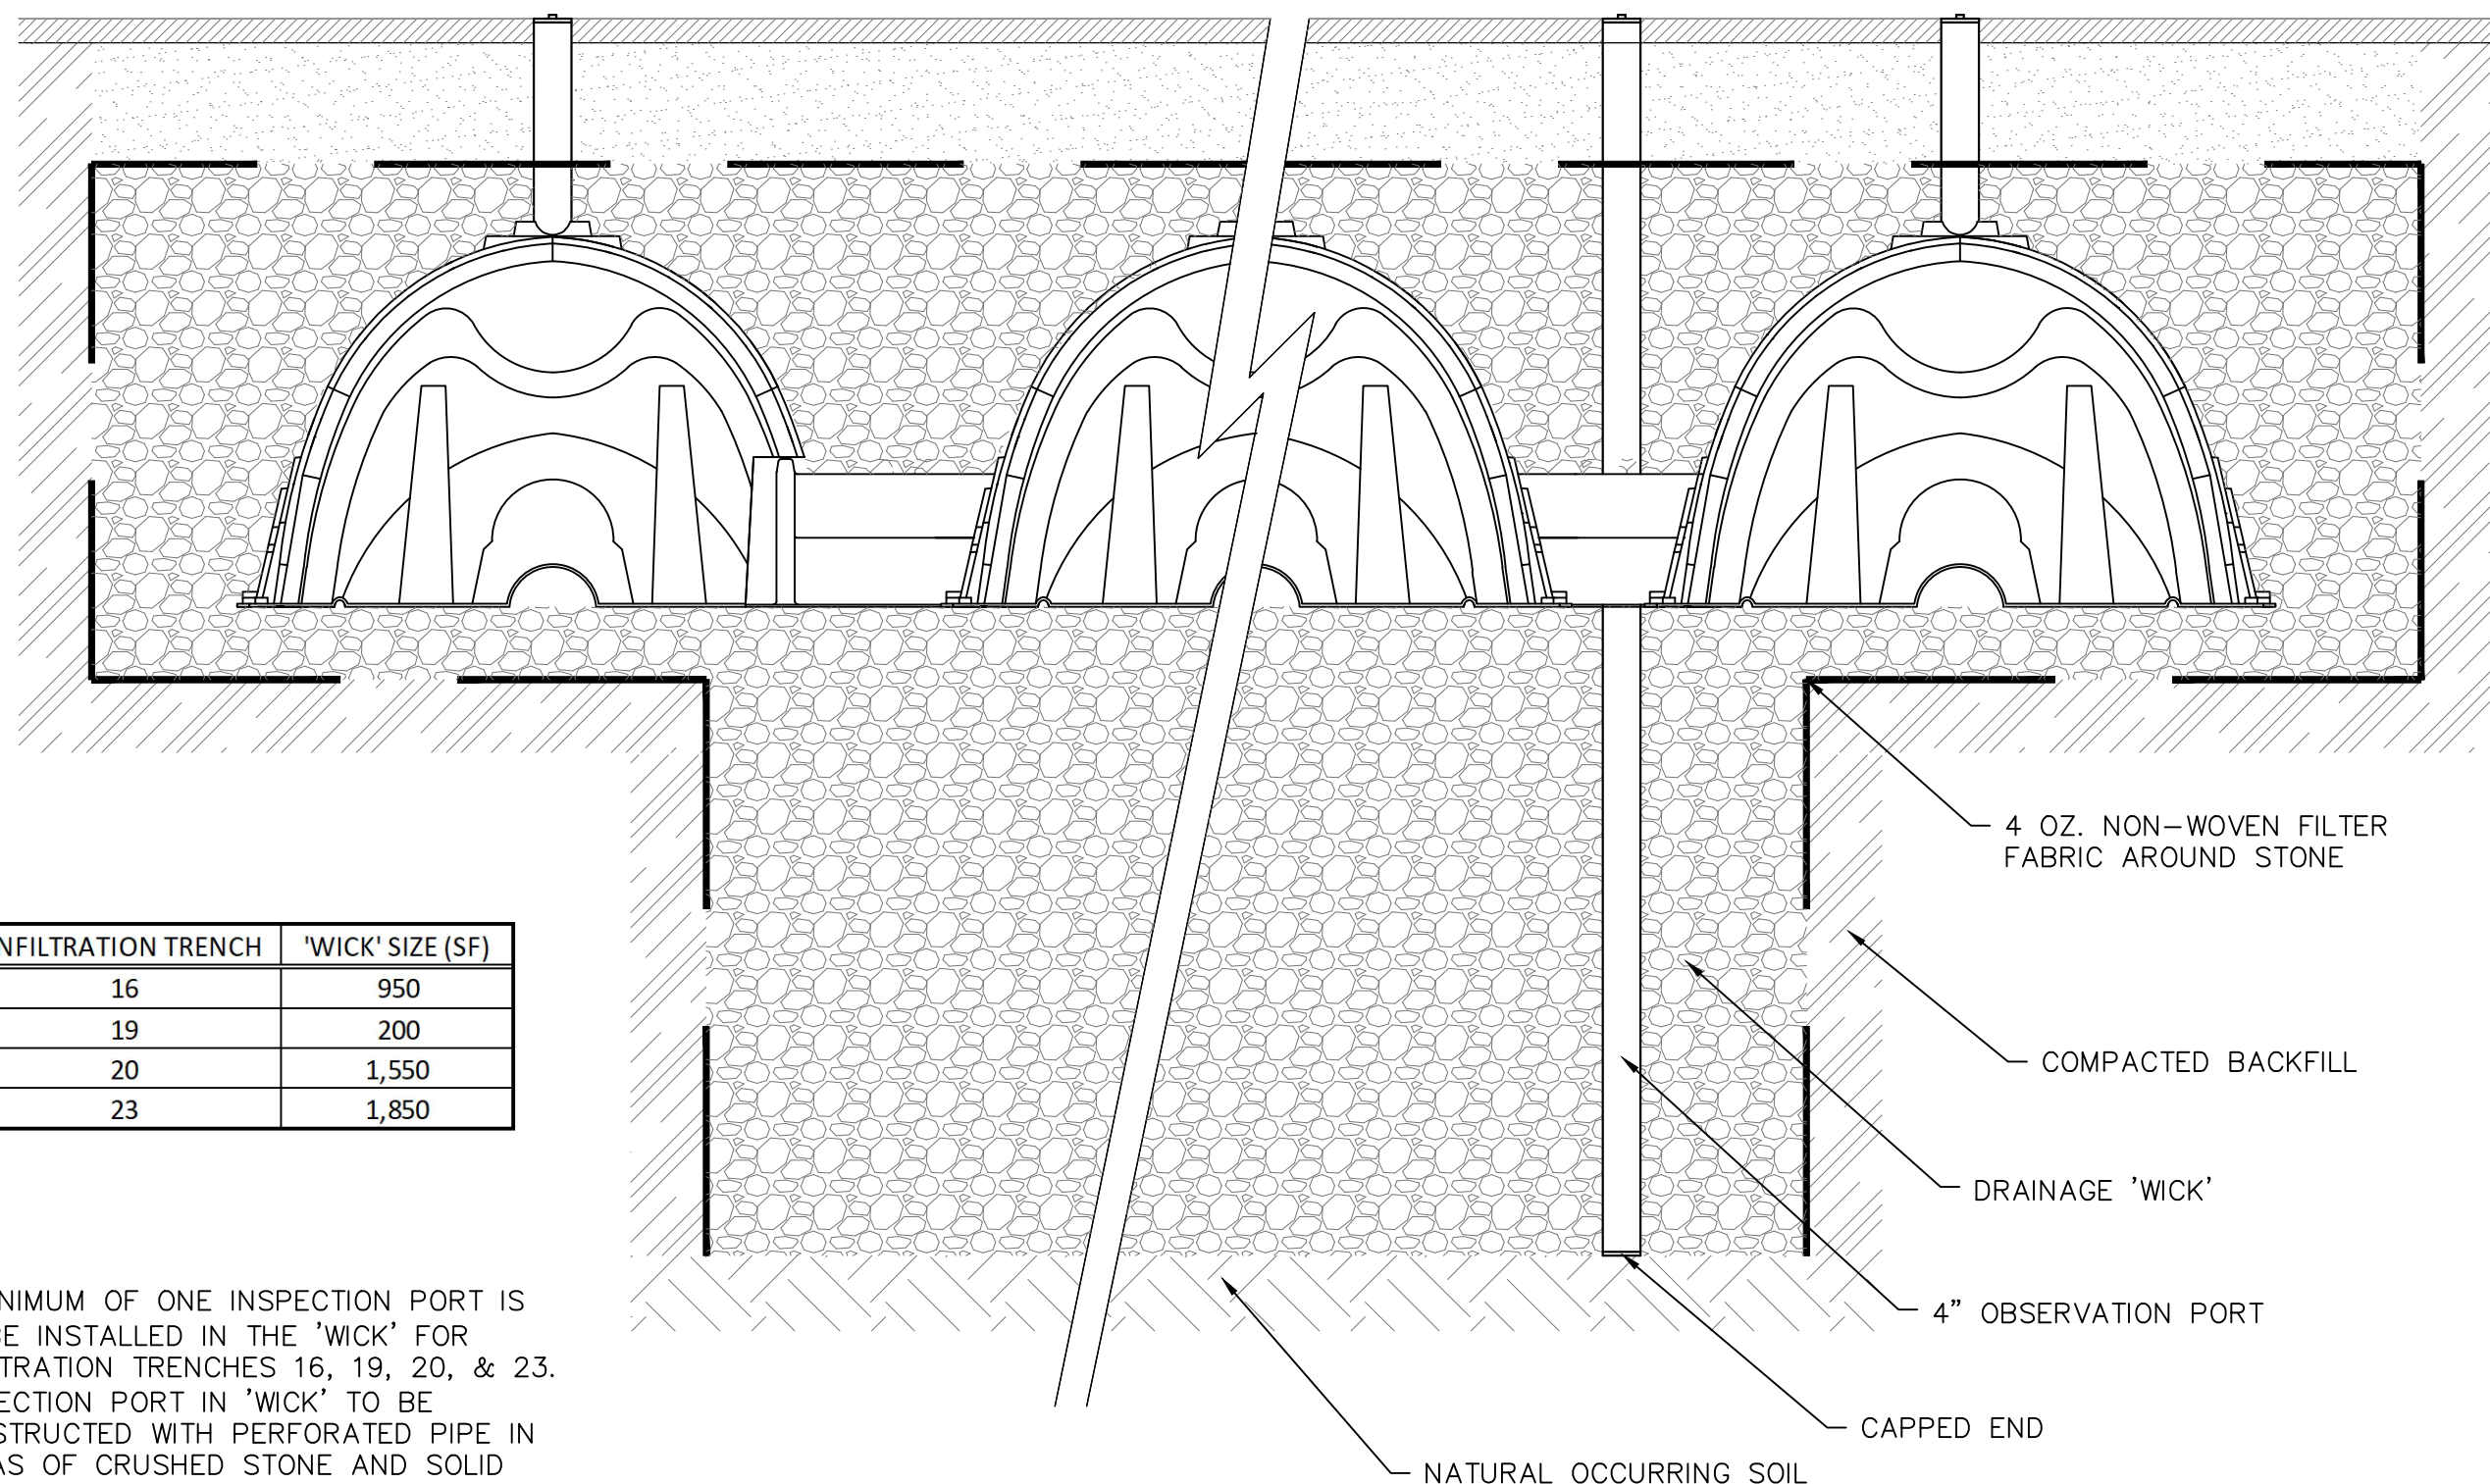 4 OZ. NON-WOVEN FILTER
FABRIC AROUND STONE
NFILTRATION TRENCH 'WICK' SIZE (SF)
16 950
19 200
20 1,550
23 1,850
COMPACTED BACKFILL
DRAINAGE 'WICK'
4" OBSERVATION PORT
CAPPED END
NATURAL OCCURRING SOIL
NIMUM OF ONE INSPECTION PORT IS
BE INSTALLED IN THE 'WICK' FOR
TRATION TRENCHES 16, 19, 20, & 23.
ECTION PORT IN 'WICK' TO BE
STRUCTED WITH PERFORATED PIPE IN
AS OF CRUSHED STONE AND SOLID